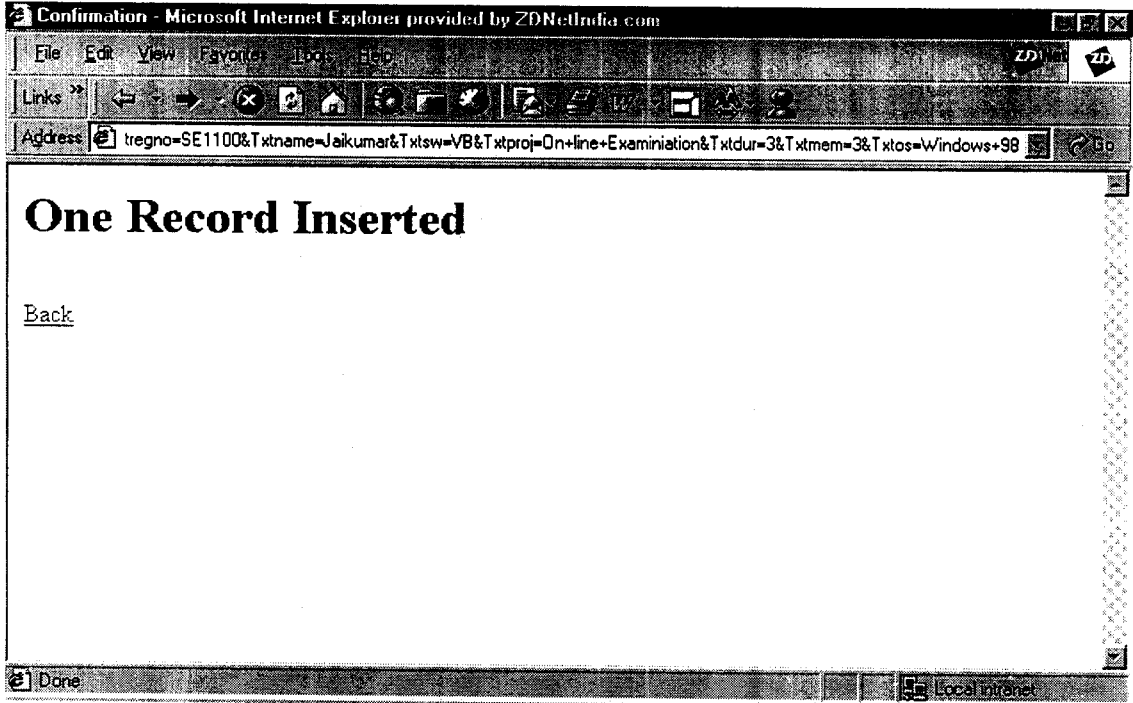 Confirmation - Microsoft Internet Explorer provided by ZDNetIndia.com
File Edit View Favorites Tools Help
Links
Address tregno=SE1100&Txtname=Jaikumar&Txtsw=VB&Txtproj=On+line+Examiniation&Txtdur=3&Txtmem=3&Txtos=Windows+98 Go
One Record Inserted
Back
Done Local intranet